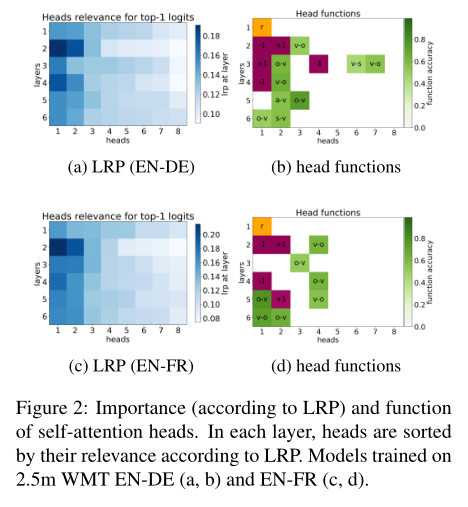 Heads relevance for top-1 logits
layers
1
2
3
4
5
6
1 2 3 4 5 6 7 8
heads
0.18
0.16
0.14
0.12
0.10
lrp at layer
Head functions
layers
1 r
2 -1 +1 v-o
3 +1 o-v -1 v-s v-o
4 -1 v-o
5 a-v o-v
6 o-v s-v
1 2 3 4 5 6 7 8
heads
0.8
0.6
0.4
0.2
0.0
function accuracy
(a) LRP (EN-DE)
(b) head functions
Heads relevance for top-1 logits
layers
1
2
3
4
5
6
1 2 3 4 5 6 7 8
heads
0.20
0.18
0.16
0.14
0.12
0.10
0.08
lrp at layer
Head functions
layers
1 r
2 -1 -1 v-o
3 o-v
4 -1 v-o
5 o-v +1 v-o
6 v-o o-v
1 2 3 4 5 6 7 8
heads
0.8
0.6
0.4
0.2
0.0
function accuracy
(c) LRP (EN-FR)
(d) head functions
Figure 2: Importance (according to LRP) and function
of self-attention heads. In each layer, heads are sorted
by their relevance according to LRP. Models trained on
2.5m WMT EN-DE (a, b) and EN-FR (c, d).